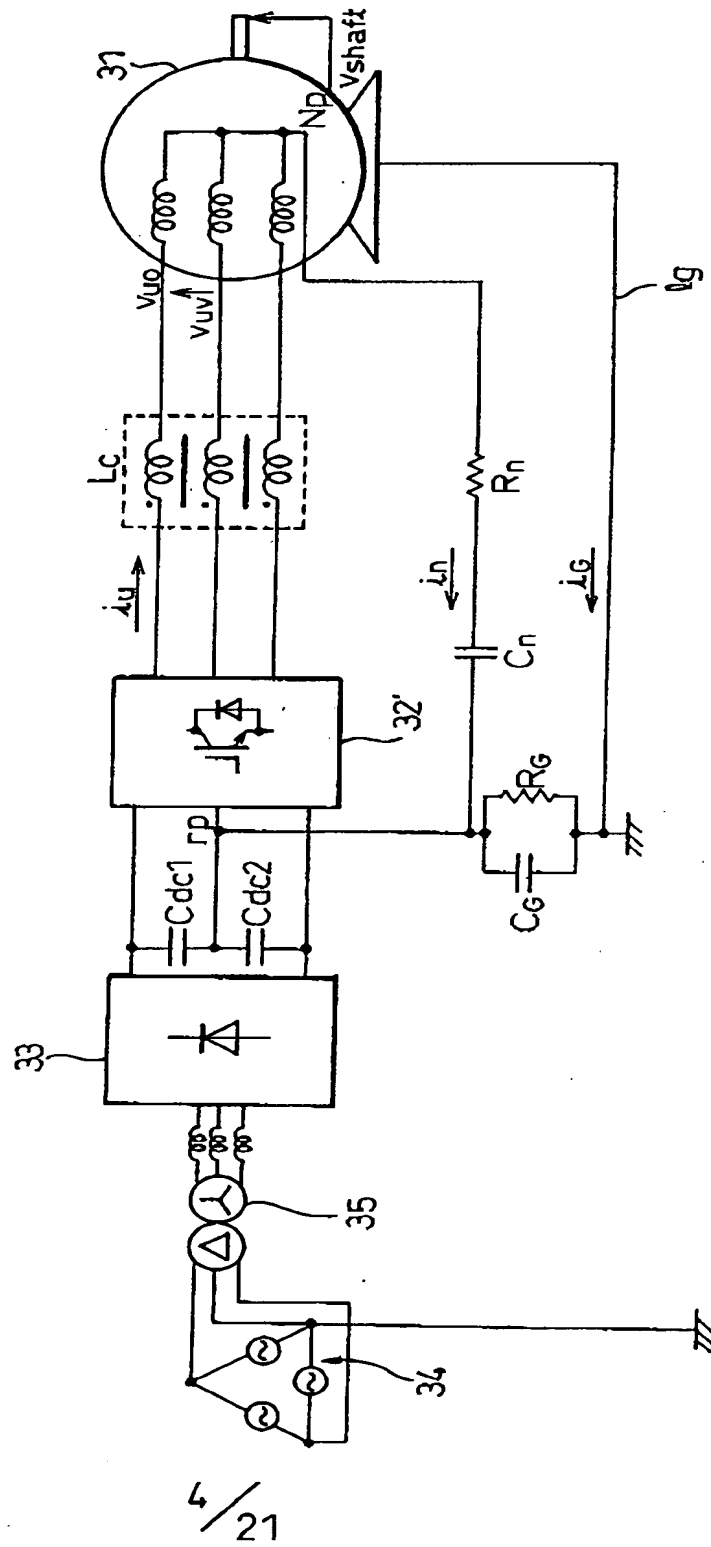 31
Vshaft
Np
Vuo
Vuv
Lc
iu
in
iG
lg
Rn
Cn
32'
rp
RG
CG
Cdc1
Cdc2
33
35
34
4/21